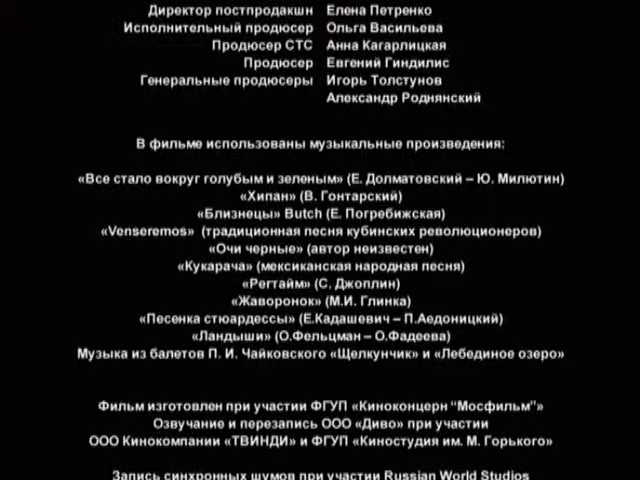 Директор постпродакшн Елена Петренко
Исполнительный продюсер Ольга Васильева
Продюсер СТС Анна Кагарлицкая
Продюсер Евгений Гиндилис
Генеральные продюсеры Игорь Толстунов
Александр Роднянский
В фильме использованы музыкальные произведения:
«Все стало вокруг голубым и зеленым» (Е. Долматовский – Ю. Милютин)
«Хипан» (В. Гонтарский)
«Близнецы» Butch (Е. Погребижская)
«Venseremos» (традиционная песня кубинских революционеров)
«Очи черные» (автор неизвестен)
«Кукарача» (мексиканская народная песня)
«Регтайм» (С. Джоплин)
«Жаворонок» (М.И. Глинка)
«Песенка стюардессы» (Е.Кадашевич – П.Аедоницкий)
«Ландыши» (О.Фельцман – О.Фадеева)
Музыка из балетов П. И. Чайковского «Щелкунчик» и «Лебединое озеро»
Фильм изготовлен при участии ФГУП «Киноконцерн “Мосфильм”»
Озвучание и перезапись ООО «Диво» при участии
ООО Кинокомпании «ТВИНДИ» и ФГУП «Киностудия им. М. Горького»
Запись синхронных шумов при участии Russian World Studios